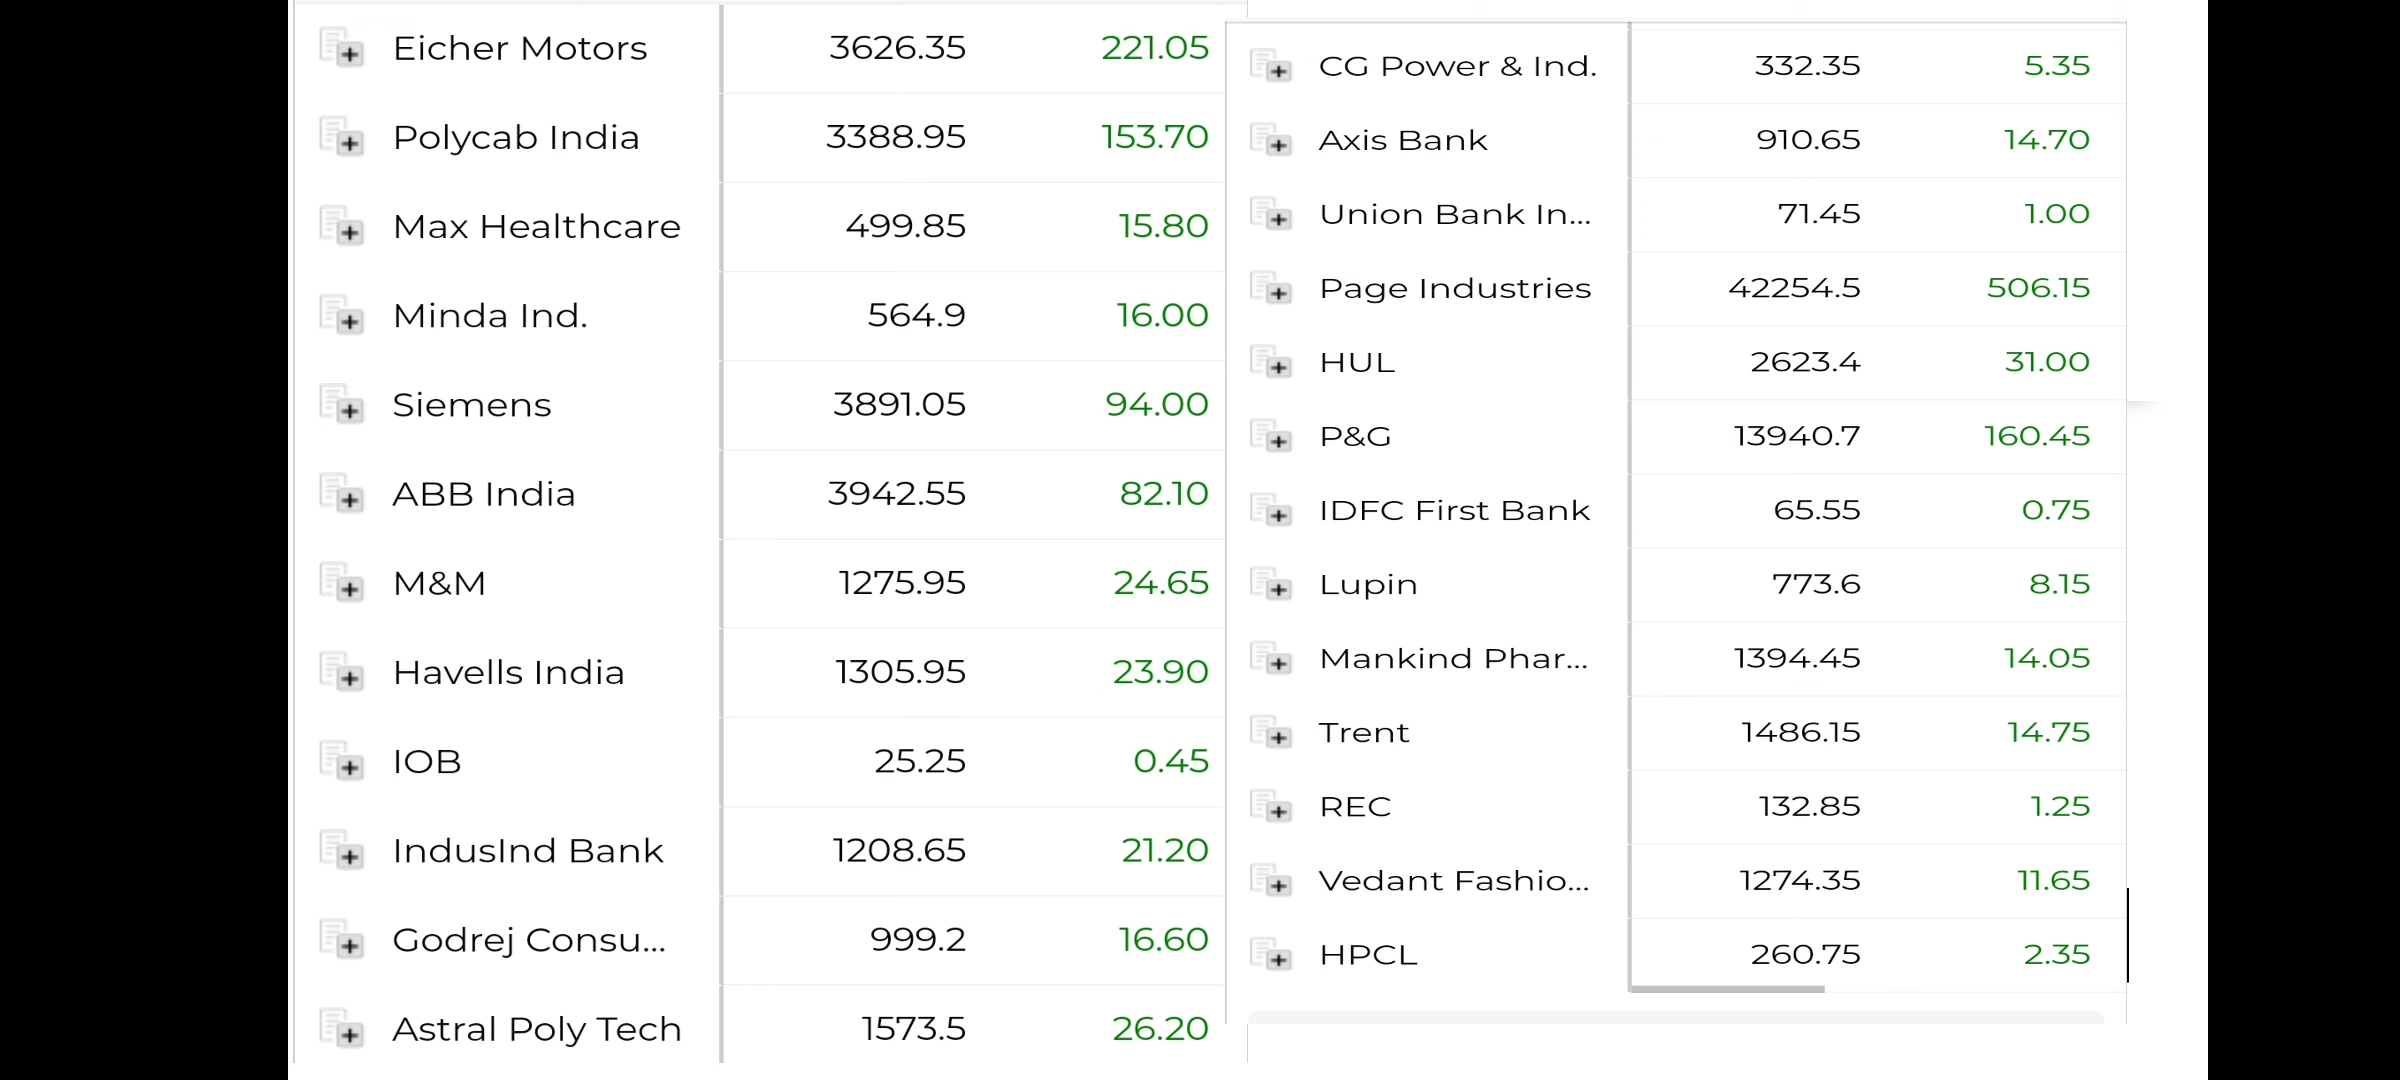 Eicher Motors 3626.35 221.05
Polycab India 3388.95 153.70
Max Healthcare 499.85 15.80
Minda Ind. 564.9 16.00
Siemens 3891.05 94.00
ABB India 3942.55 82.10
M&M 1275.95 24.65
Havells India 1305.95 23.90
IOB 25.25 0.45
IndusInd Bank 1208.65 21.20
Godrej Consu... 999.2 16.60
Astral Poly Tech 1573.5 26.20
CG Power & Ind. 332.35 5.35
Axis Bank 910.65 14.70
Union Bank In... 71.45 1.00
Page Industries 42254.5 506.15
HUL 2623.4 31.00
P&G 13940.7 160.45
IDFC First Bank 65.55 0.75
Lupin 773.6 8.15
Mankind Phar... 1394.45 14.05
Trent 1486.15 14.75
REC 132.85 1.25
Vedant Fashio... 1274.35 11.65
HPCL 260.75 2.35